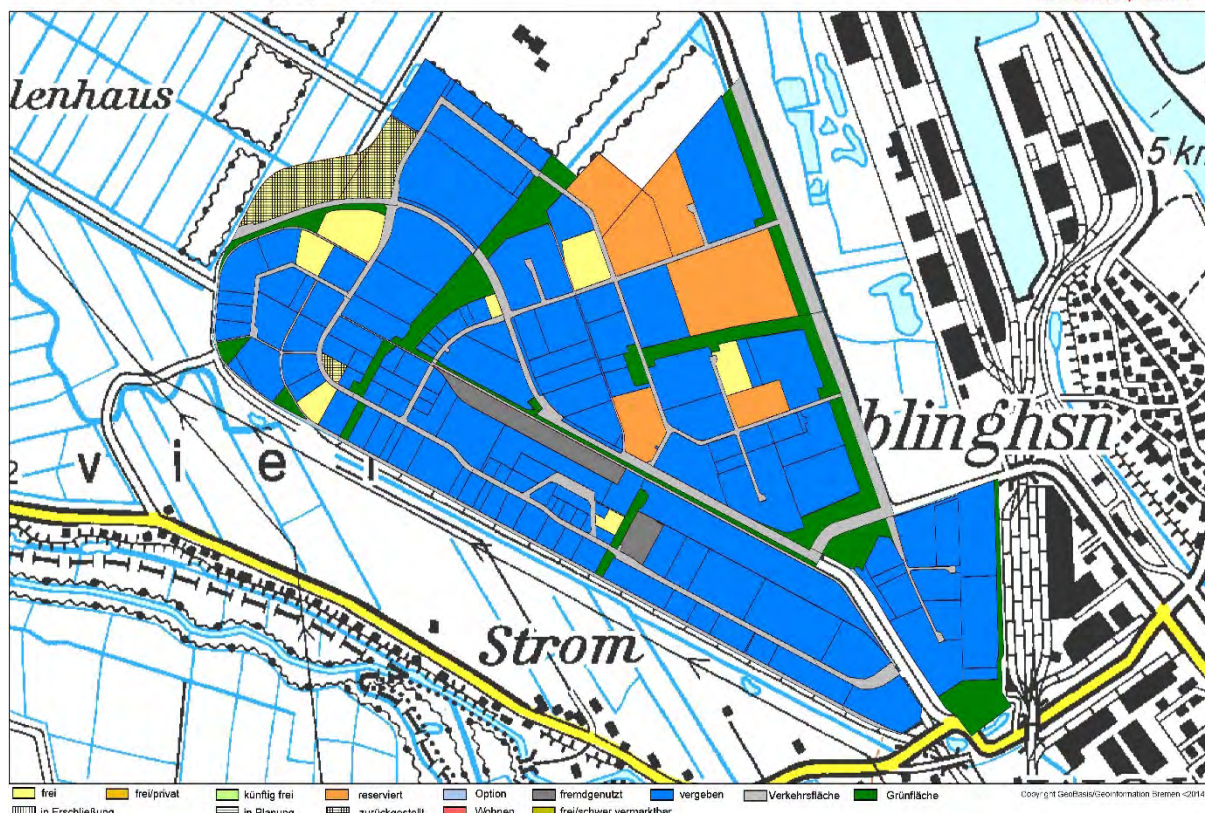 lenhaus
5 km
blinghsn
v i e l
2
Strom
frei frei/privat künftig frei reserviert Option fremdgenutzt vergeben Verkehrsfläche Grünfläche Copyright GeoBasis/GeoInformation Bremen <2014
in Erschließung in Planung zurückgestellt Wohnen frei/schwer vermarktbar